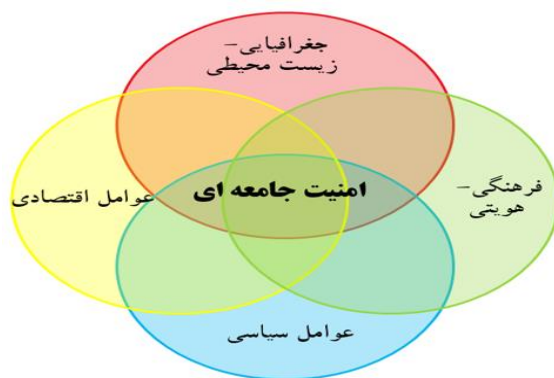 جغرافیایی-
زیست محیطی
امنیت جامعه ای
عوامل اقتصادی
فرهنگی-
هویتی
عوامل سیاسی